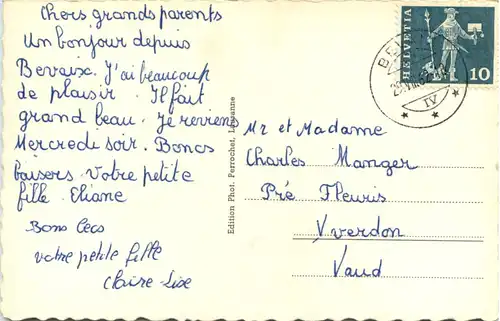 Chers grands parents
Un bonjour depuis
Bevaix. J'ai beaucoup
de plaisir. Il fait
grand beau. Je reviens
Mercredi soir. Boncs
baisers. Votre petite
fille. Eliane
Bons becs
votre petite fille
Claire-Lise
Edition Phot. Perrochet, Lausanne
HELVETIA
10
IV
Mr et Madame
Charles Manger
Pré Fleuris
Yverdon
Vaud